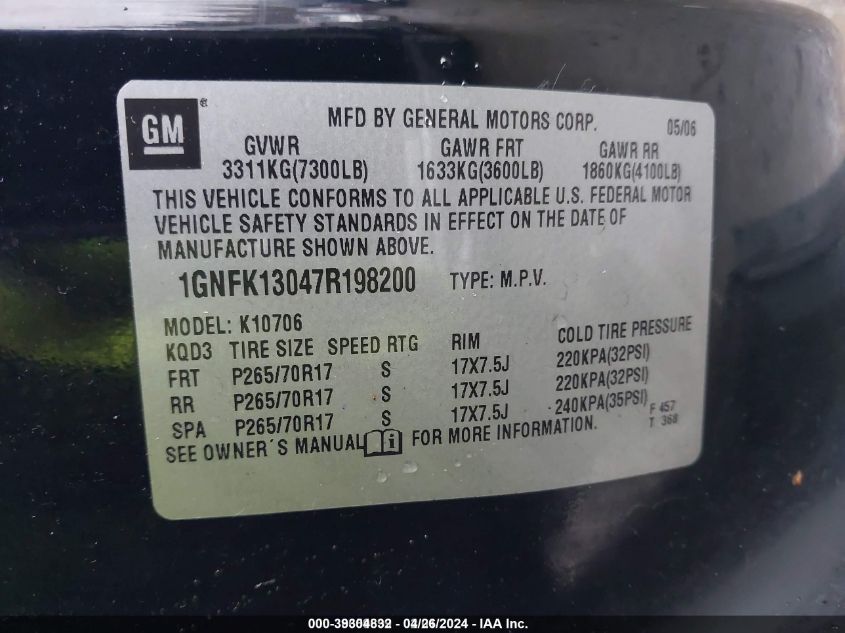 GM ®
MFD BY GENERAL MOTORS CORP. 05/06
GVWR GAWR FRT GAWR RR
3311KG(7300LB) 1633KG(3600LB) 1860KG(4100LB)
THIS VEHICLE CONFORMS TO ALL APPLICABLE U.S. FEDERAL MOTOR
VEHICLE SAFETY STANDARDS IN EFFECT ON THE DATE OF
MANUFACTURE SHOWN ABOVE.
1GNFK13047R198200 TYPE: M.P.V.
MODEL: K10706
KQD3 TIRE SIZE SPEED RTG RIM COLD TIRE PRESSURE
FRT P265/70R17 S 17X7.5J 220KPA(32PSI)
RR P265/70R17 S 17X7.5J 220KPA(32PSI)
SPA P265/70R17 S 17X7.5J 240KPA(35PSI) F 457
SEE OWNER´S MANUAL FOR MORE INFORMATION. T 368
04/26/2024 - IAA Inc.